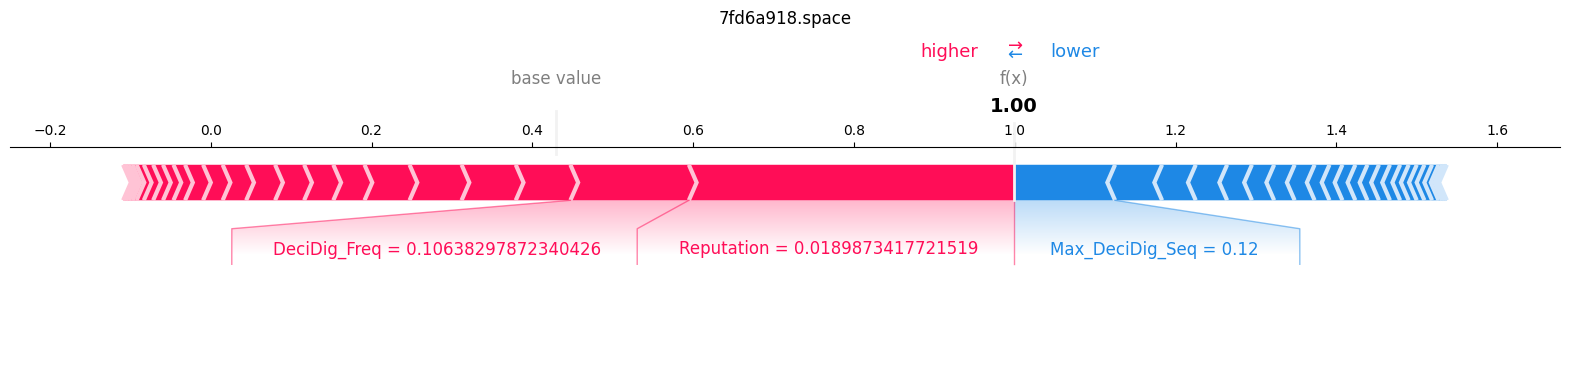 7fd6a918.space
higher ⇄ lower
base value f(x)
1.00
−0.2 0.0 0.2 0.4 0.6 0.8 1.0 1.2 1.4 1.6
DeciDig_Freq = 0.10638297872340426 Reputation = 0.0189873417721519 Max_DeciDig_Seq = 0.12